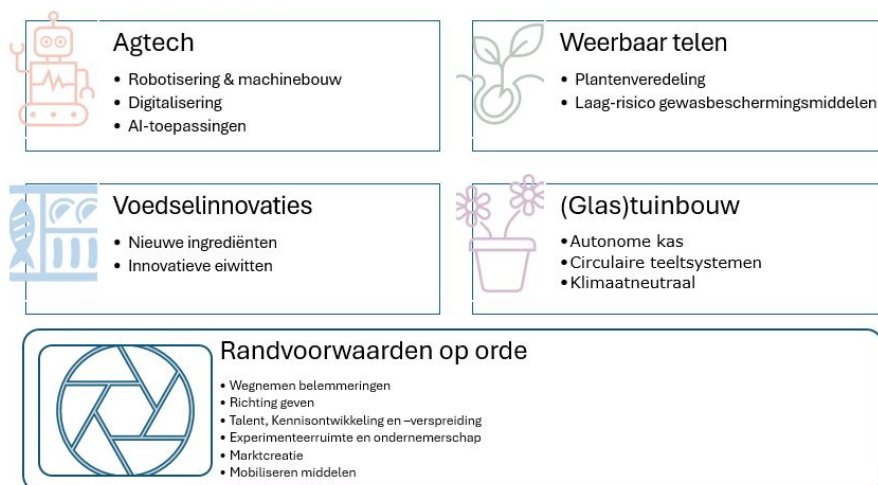 Agtech
• Robotisering & machinebouw
• Digitalisering
• AI-toepassingen
Weerbaar telen
• Plantenveredeling
• Laag-risico gewasbeschermingsmiddelen
Voedselinnovaties
• Nieuwe ingrediënten
• Innovatieve eiwitten
(Glas)tuinbouw
•Autonome kas
•Circulaire teeltsystemen
•Klimaatneutraal
Randvoorwaarden op orde
• Wegnemen belemmeringen
• Richting geven
• Talent, Kennisontwikkeling en –verspreiding
• Experimenteerruimte en ondernemerschap
• Marktcreatie
• Mobiliseren middelen